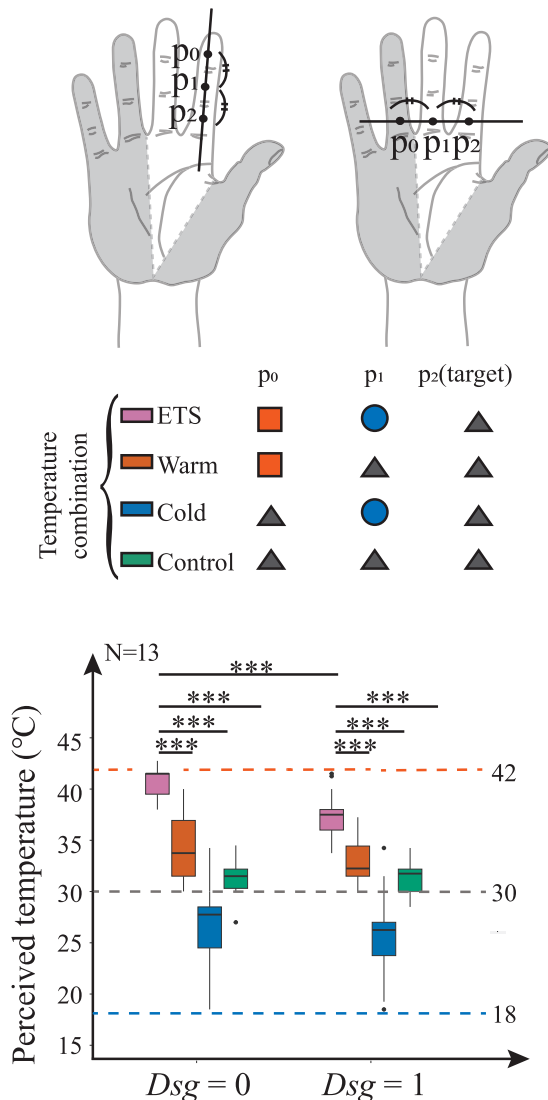 p₀
p₁
p₂
p₀ p₁ p₂
p₀ p₁ p₂(target)
Temperature
combination
ETS
Warm
Cold
Control
N=13
***
*** ***
*** ***
*** ***
Perceived temperature (°C)
45
40
35
30
25
20
15
42
30
18
Dsg = 0 Dsg = 1